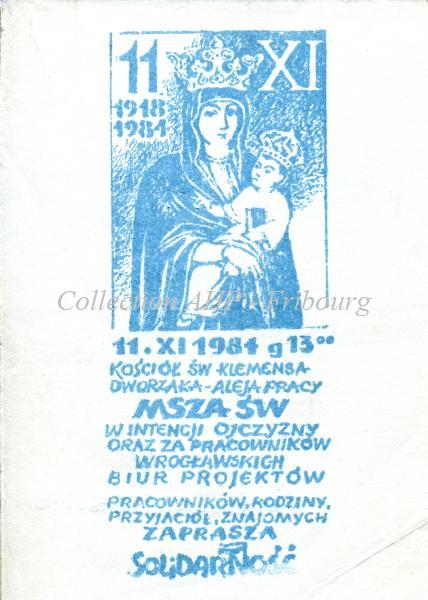 11 XI
1918
1984
Collection AHP - Fribourg
11. XI 1984 g 13⁰⁰
KOŚCIÓŁ ŚW. KLEMENSA
DWORZAKA - ALEJA PRACY
MSZA ŚW
W INTENCJI OJCZYZNY
ORAZ ZA PRACOWNIKÓW
WROCŁAWSKICH
BIUR PROJEKTÓW
PRACOWNIKÓW, RODZINY,
PRZYJACIÓŁ, ZNAJOMYCH
ZAPRASZA
SOLIDARNOŚĆ